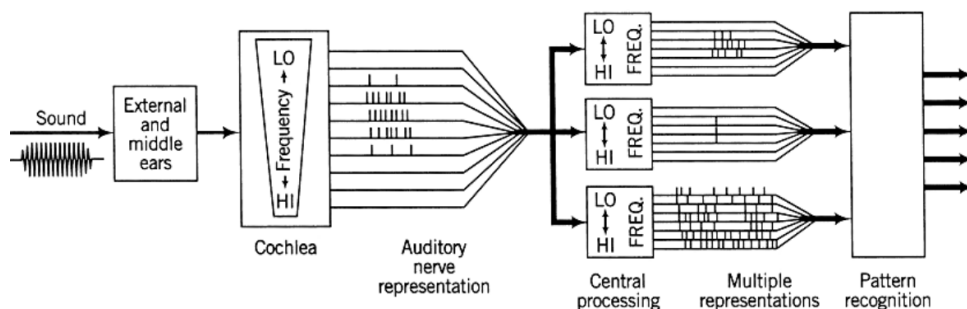 Sound
External
and
middle
ears
LO
Frequency
HI
Cochlea
Auditory
nerve
representation
LO
HI
FREQ.
LO
HI
FREQ.
LO
HI
FREQ.
Central
processing
Multiple
representations
Pattern
recognition